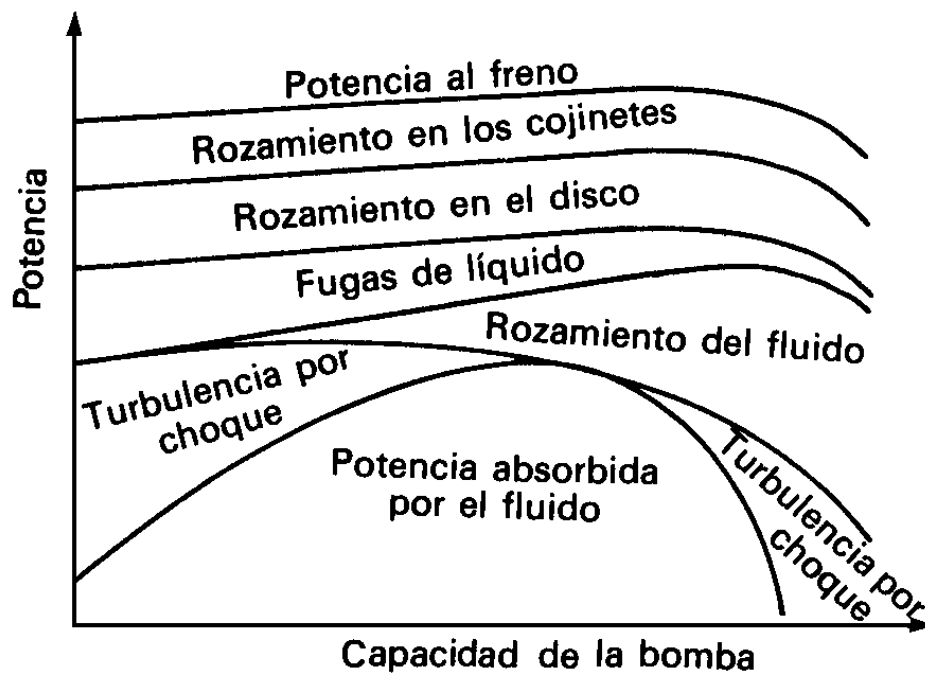 Potencia al freno
Rozamiento en los cojinetes
Rozamiento en el disco
Fugas de líquido
Rozamiento del fluido
Turbulencia por
choque
Potencia absorbida
por el fluido
Turbulencia por
choque
Potencia
Capacidad de la bomba